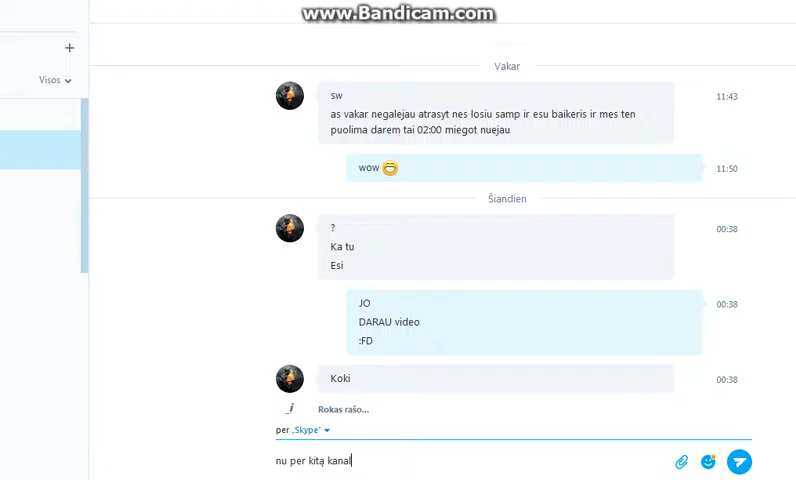 www.Bandicam.com
+
Visos
Vakar
sw
11:43
as vakar negalejau atrasyt nes losiu samp ir esu baikeris ir mes ten
puolima darem tai 02:00 miegot nuejau
wow
11:50
Šiandien
?
00:38
Ka tu
Esi
JO
00:38
DARAU video
:FD
Koki
00:38
Rokas rašo...
per „Skype“
nu per kitą kanal